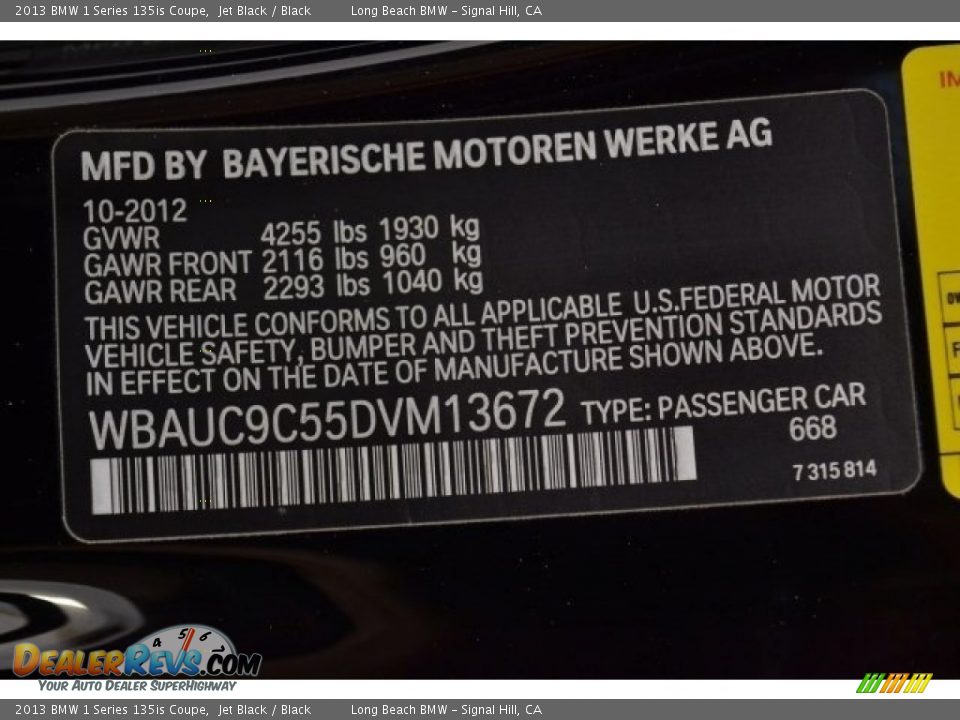 2013 BMW 1 Series 135is Coupe,  Jet Black / Black        Long Beach BMW - Signal Hill, CA
MFD BY BAYERISCHE MOTOREN WERKE AG
10-2012
GVWR 4255 lbs 1930 kg
GAWR FRONT 2116 lbs 960 kg
GAWR REAR 2293 lbs 1040 kg
THIS VEHICLE CONFORMS TO ALL APPLICABLE U.S.FEDERAL MOTOR
VEHICLE SAFETY, BUMPER AND THEFT PREVENTION STANDARDS
IN EFFECT ON THE DATE OF MANUFACTURE SHOWN ABOVE.
WBAUC9C55DVM13672 TYPE: PASSENGER CAR
668
7 315 814
4 5 6 7
DEALERREVS.COM
YOUR AUTO DEALER SUPERHIGHWAY
2013 BMW 1 Series 135is Coupe,  Jet Black / Black        Long Beach BMW - Signal Hill, CA